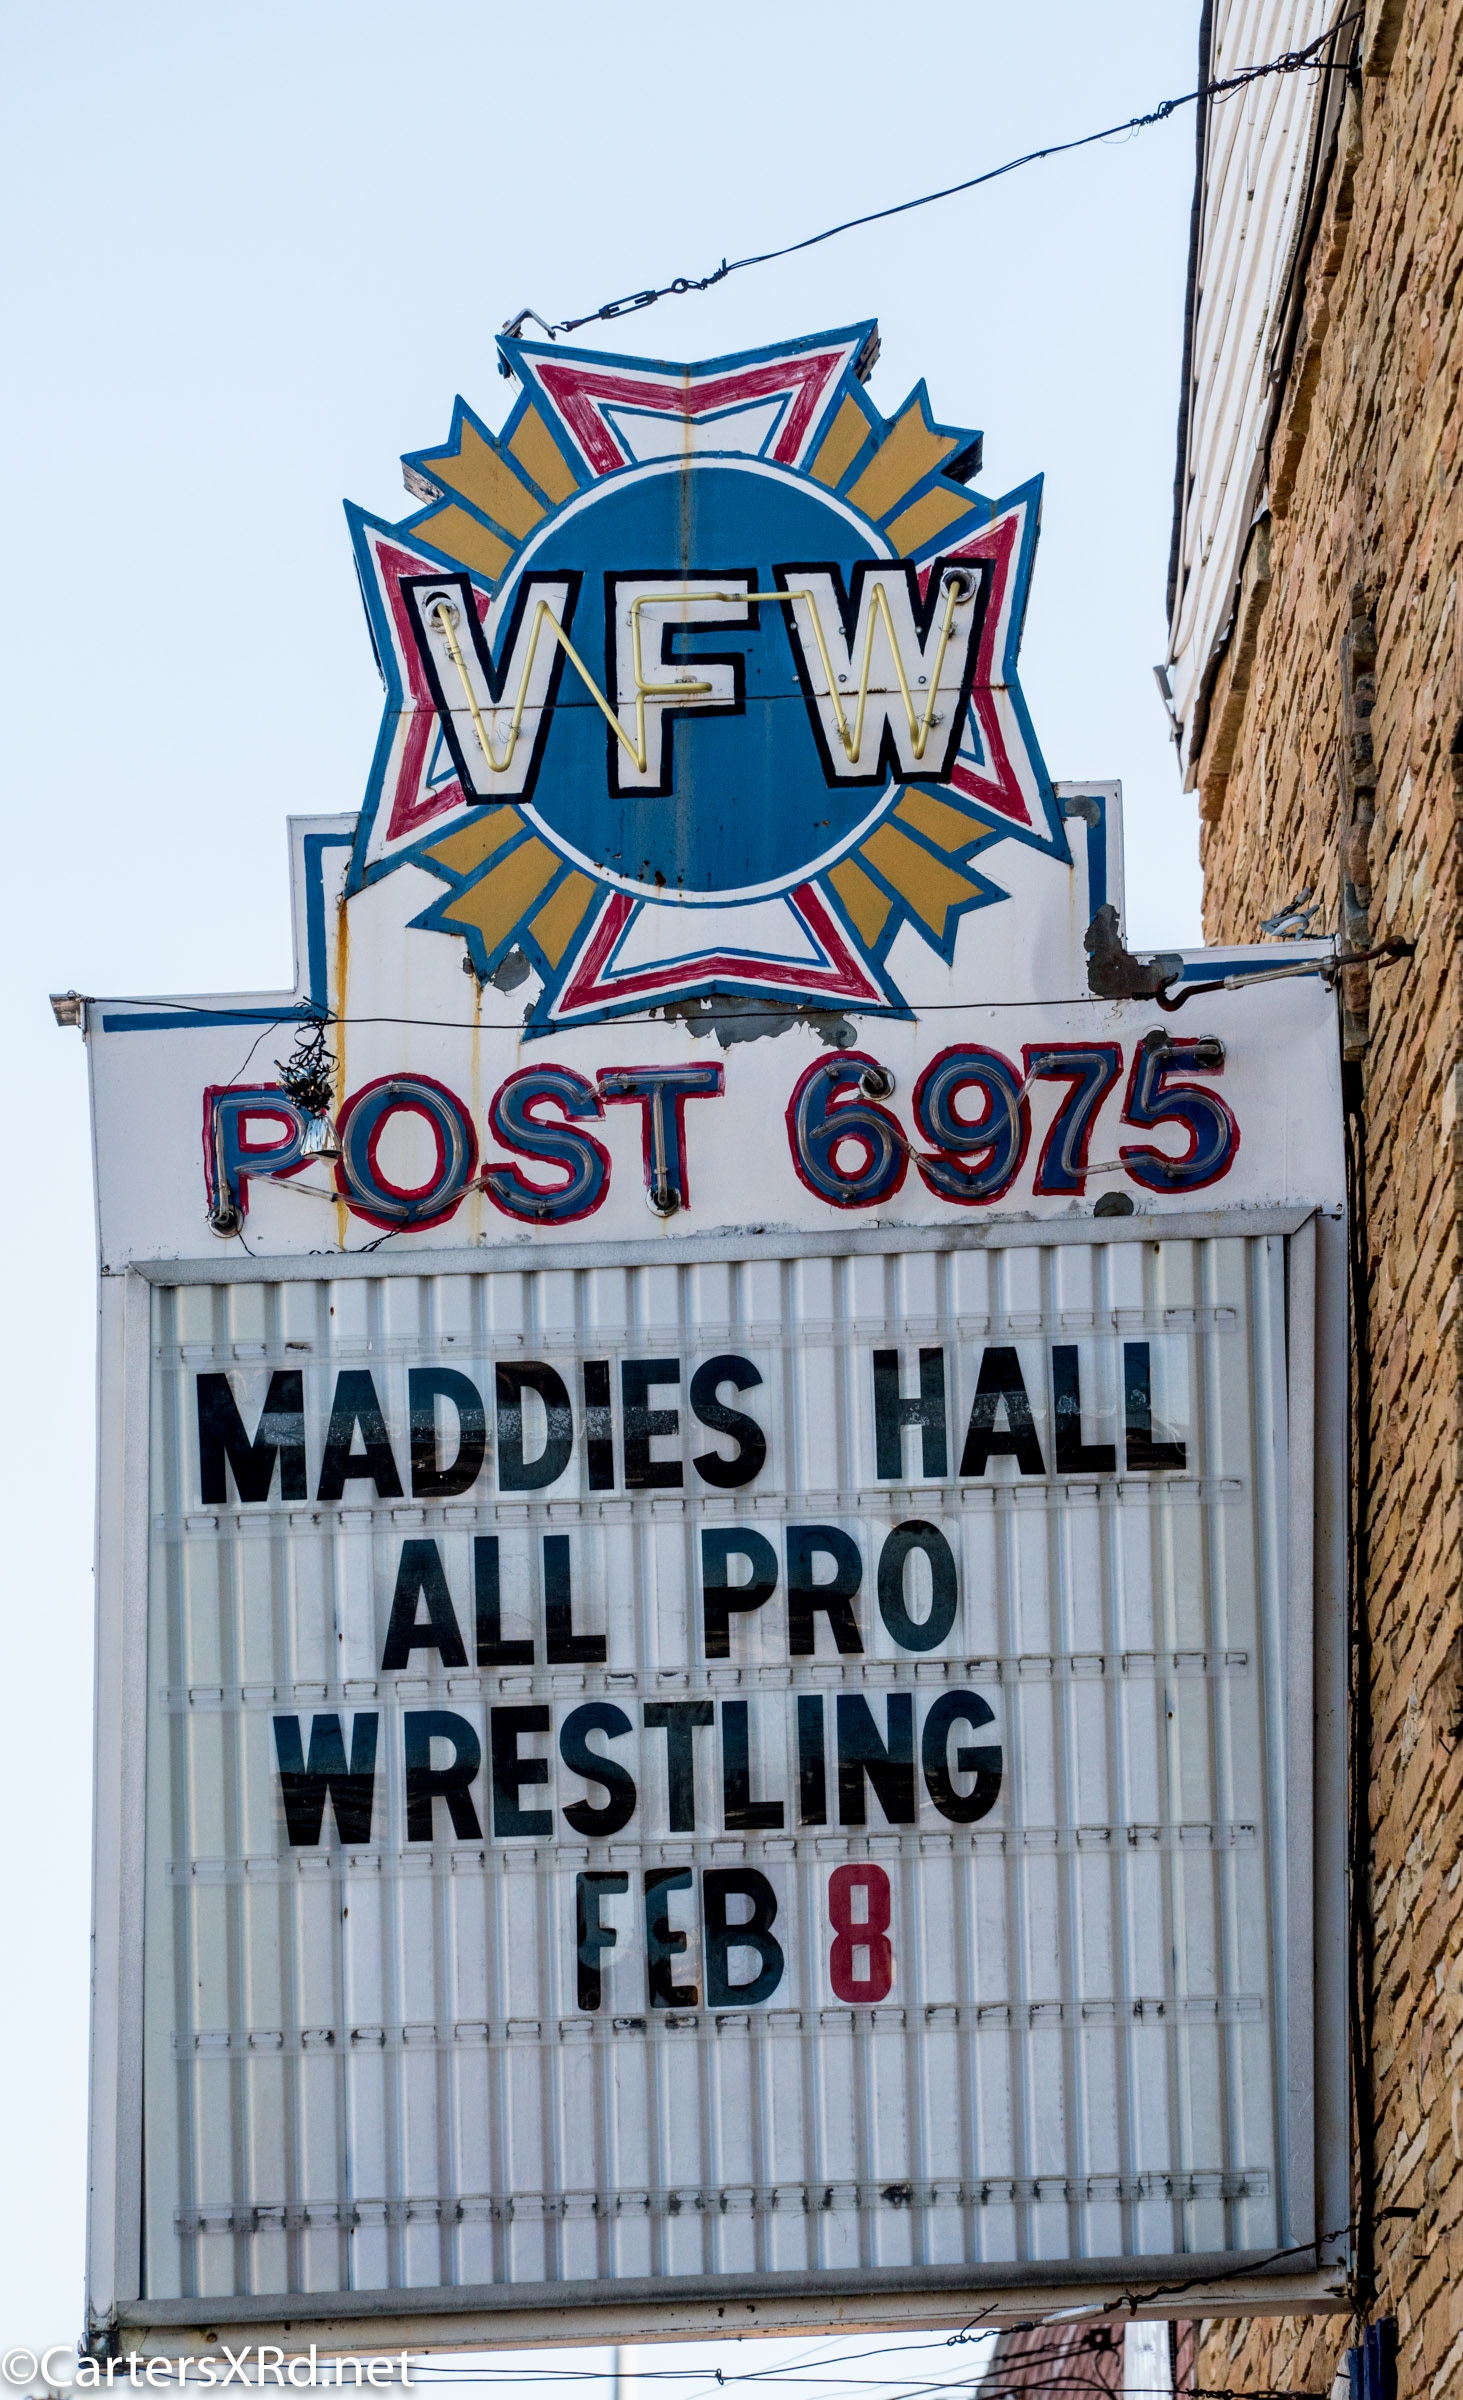 VFW
POST 6975
MADDIES HALL
ALL PRO
WRESTLING
FEB 8
©CartersXRd.net